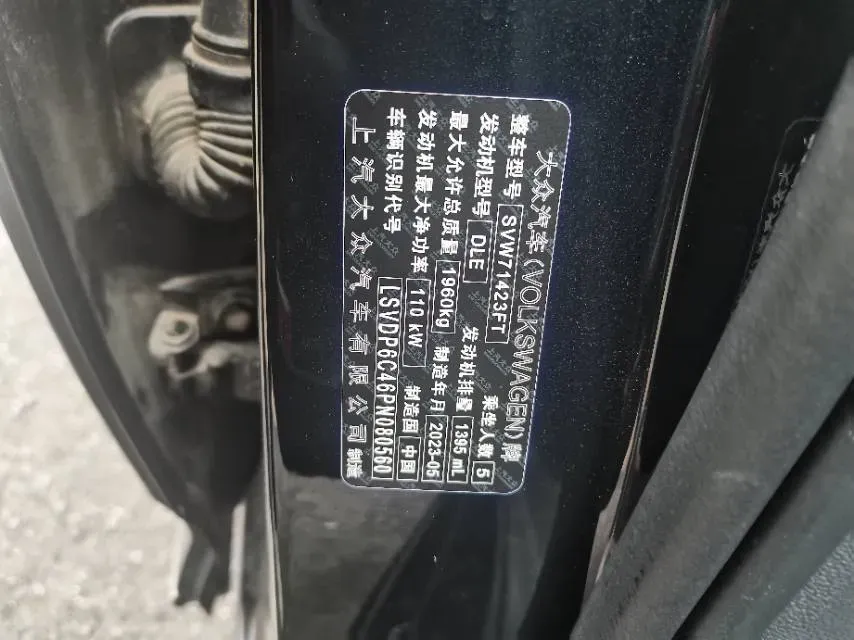 大众汽车(VOLKSWAGEN)牌
整车型号 SVW71423FT 乘坐人数 5
发动机型号 DLE 发动机排量 1395 mL
最大允许总质量 1960kg 制造年月 2023-05
发动机最大净功率 110 kW 制造国 中国
车辆识别代号 LSVDP6C46PN080560
上汽大众汽车有限公司 制造